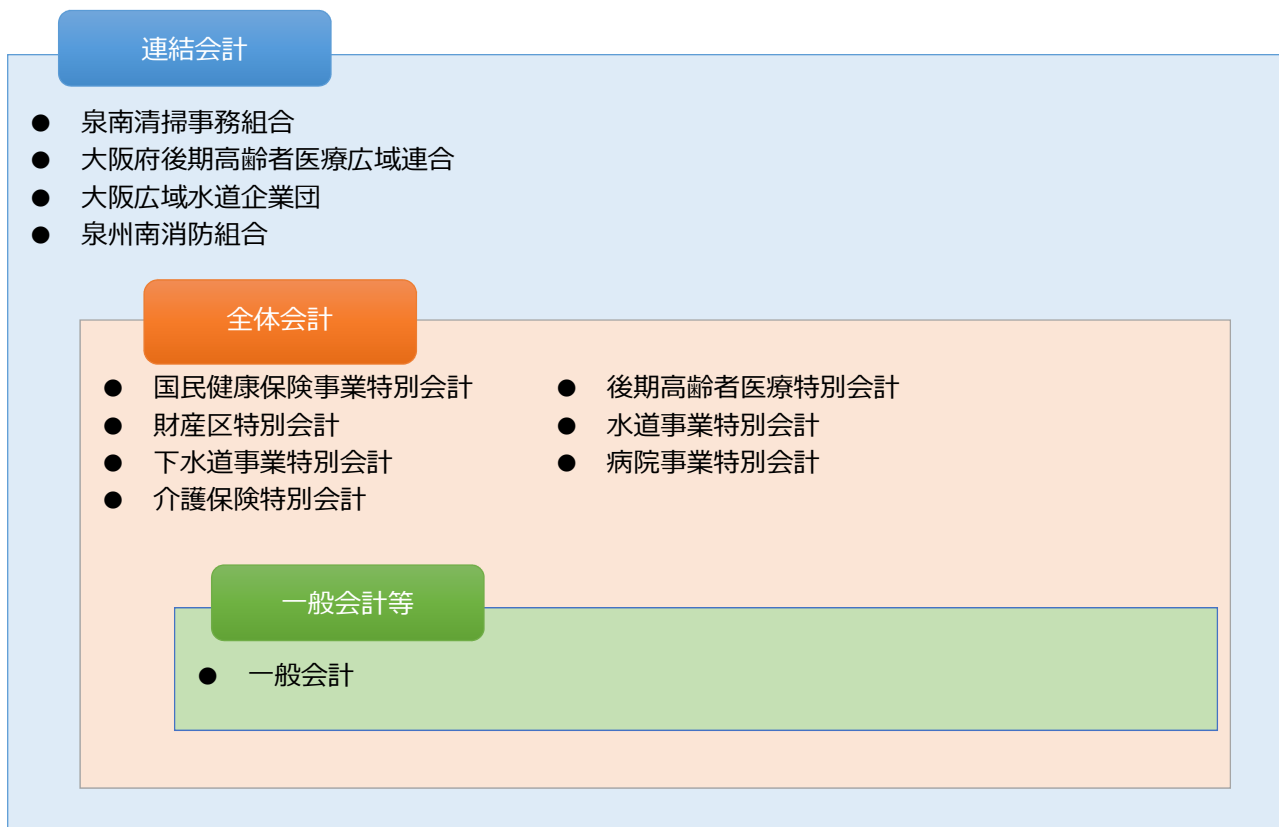 連結会計
● 泉南清掃事務組合
● 大阪府後期高齢者医療広域連合
● 大阪広域水道企業団
● 泉州南消防組合
全体会計
● 国民健康保険事業特別会計 ● 後期高齢者医療特別会計
● 財産区特別会計 ● 水道事業特別会計
● 下水道事業特別会計 ● 病院事業特別会計
● 介護保険特別会計
一般会計等
● 一般会計